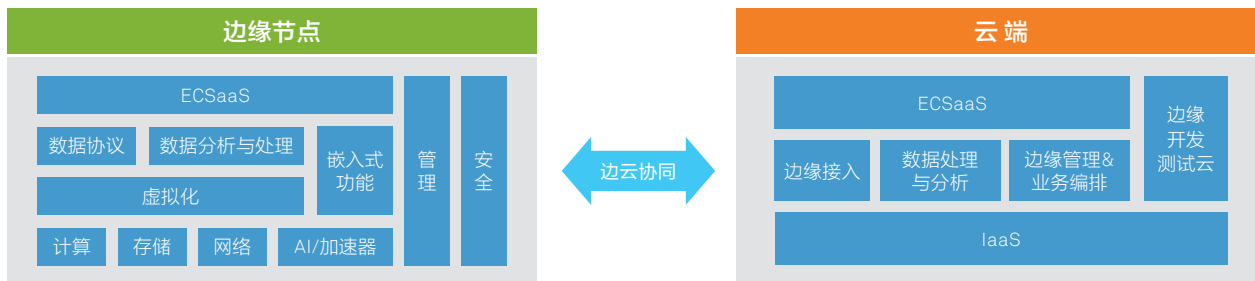 边缘节点
ECSaaS
数据协议
数据分析与处理
嵌入式
功能
虚拟化
计算
存储
网络
AI/加速器
管
理
安
全
边云协同
云 端
ECSaaS
边缘接入
数据处理
与分析
边缘管理&
业务编排
边缘
开发
测试云
IaaS